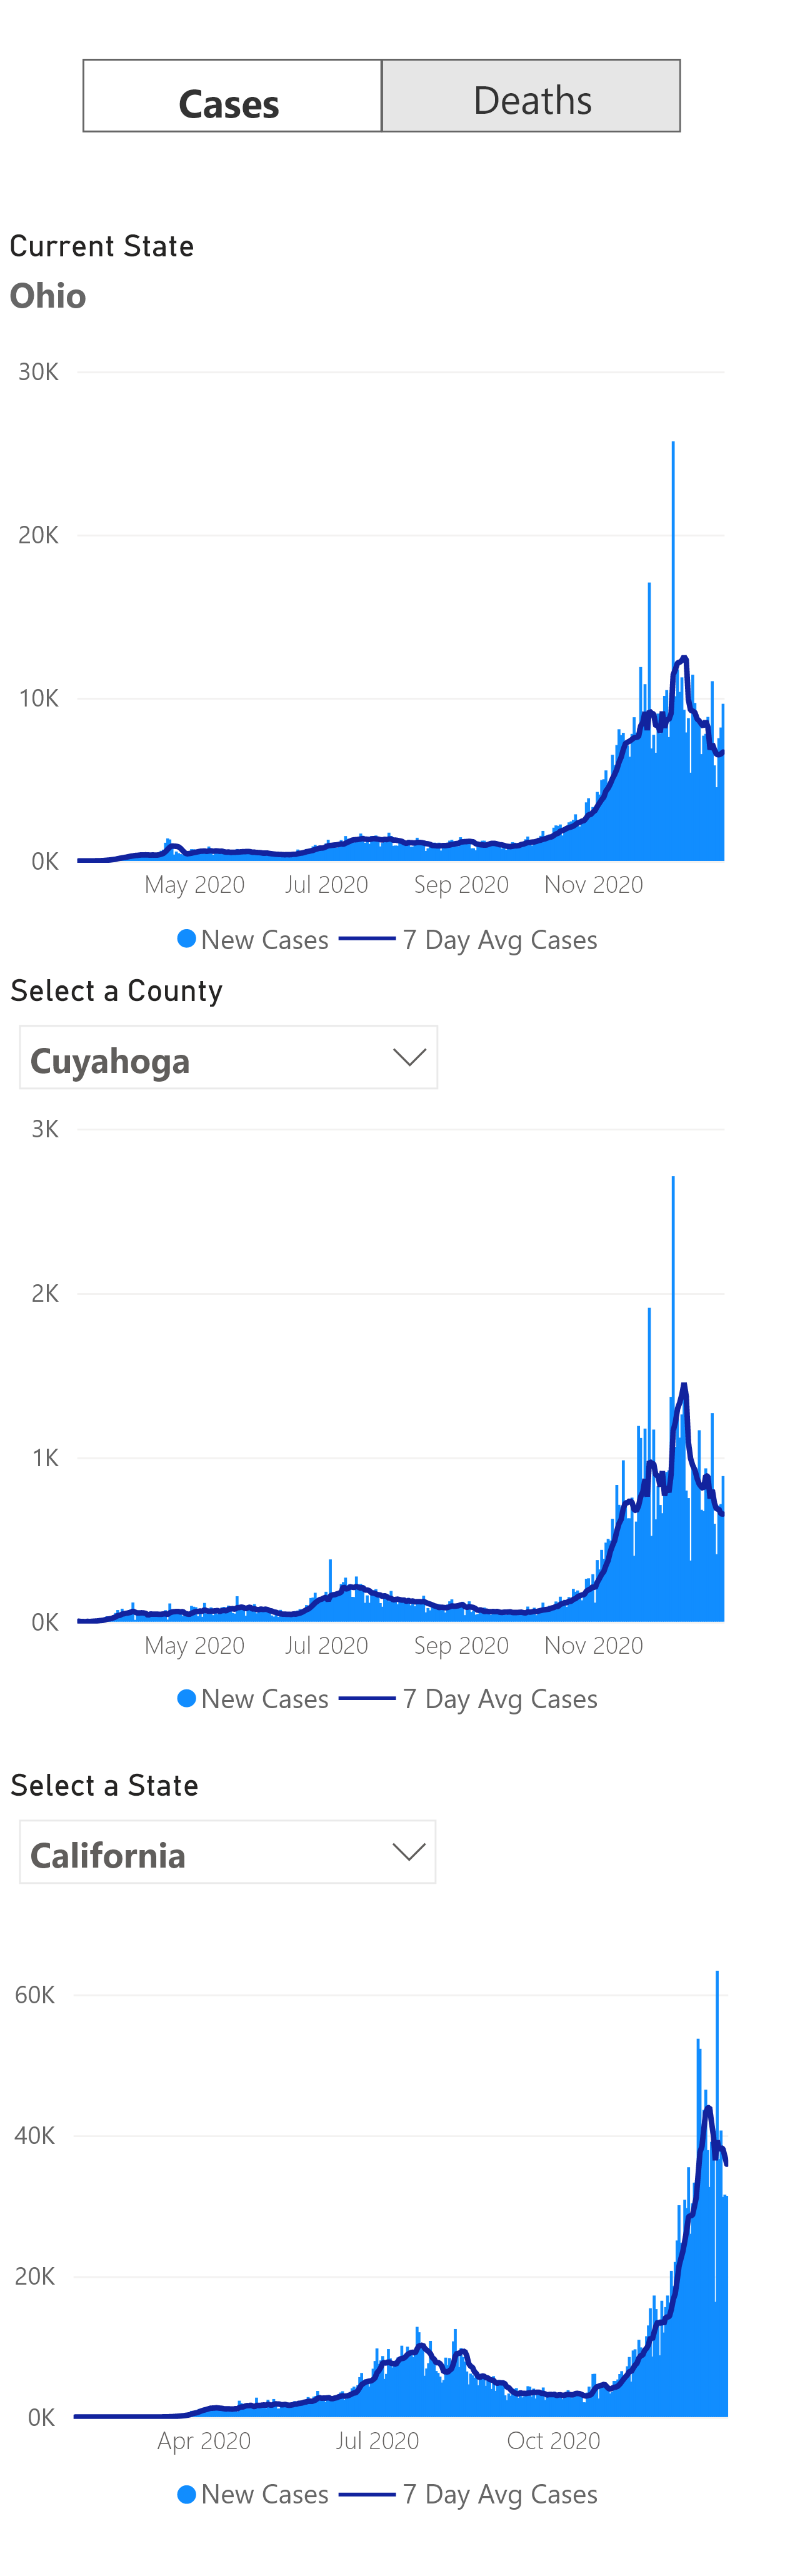 Cases Deaths
Current State
Ohio
30K
20K
10K
0K
May 2020 Jul 2020 Sep 2020 Nov 2020
New Cases 7 Day Avg Cases
Select a County
Cuyahoga
3K
2K
1K
0K
May 2020 Jul 2020 Sep 2020 Nov 2020
New Cases 7 Day Avg Cases
Select a State
California
60K
40K
20K
0K
Apr 2020 Jul 2020 Oct 2020
New Cases 7 Day Avg Cases